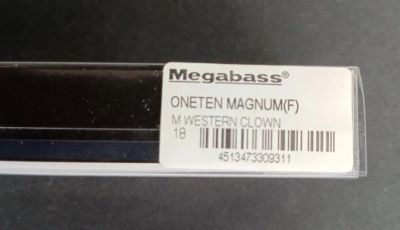 Megabass®
ONETEN MAGNUM(F)
M WESTERN CLOWN
18
4513473309311